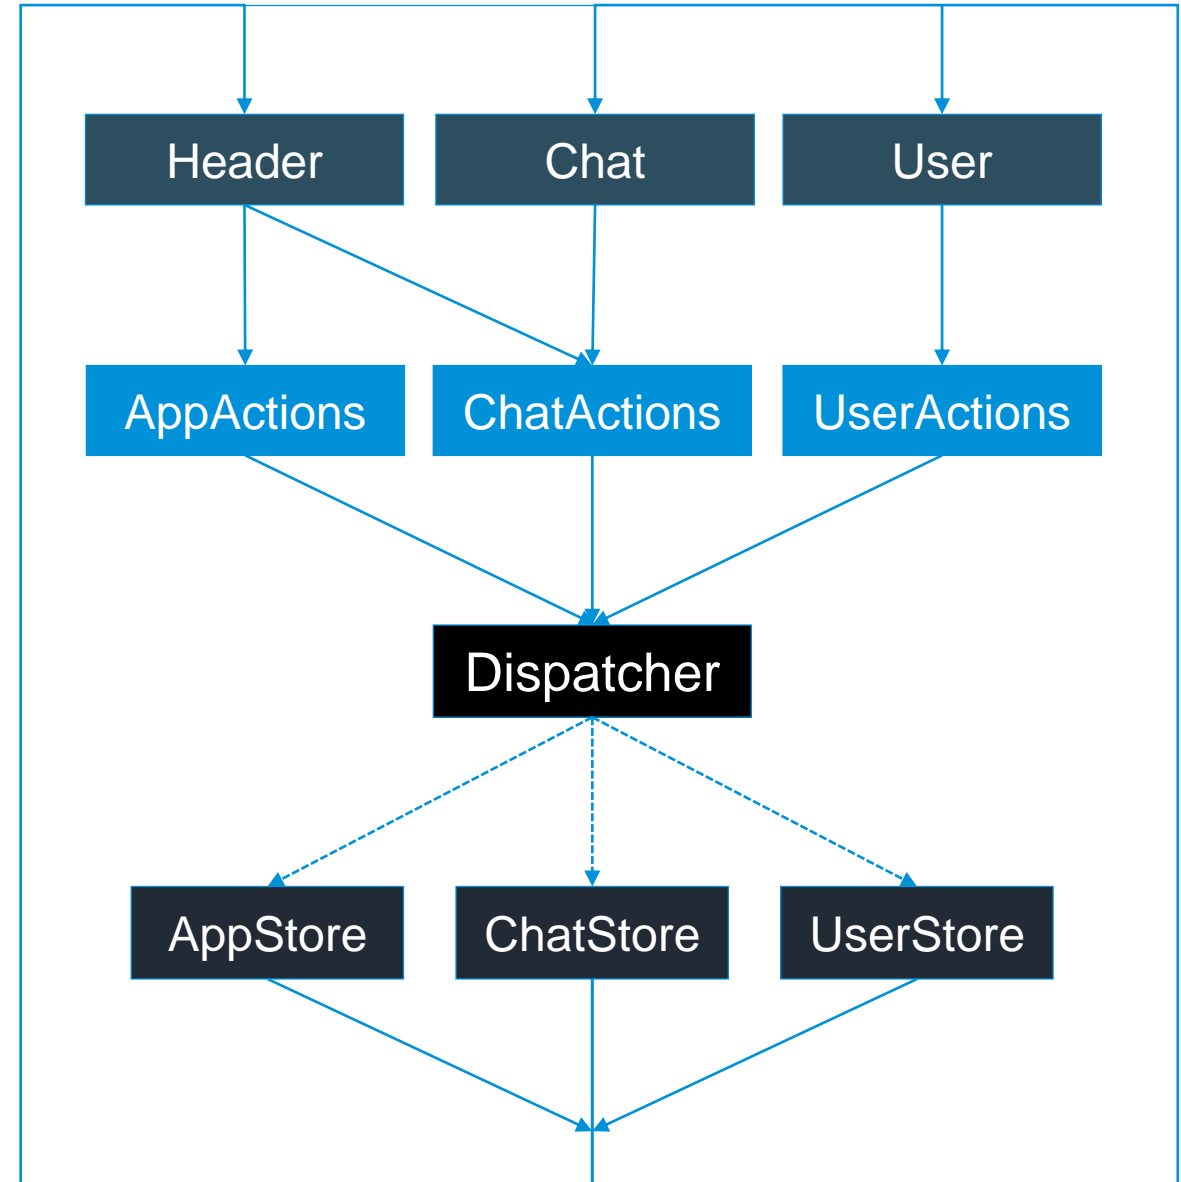 Header
Chat
User
AppActions
ChatActions
UserActions
Dispatcher
AppStore
ChatStore
UserStore